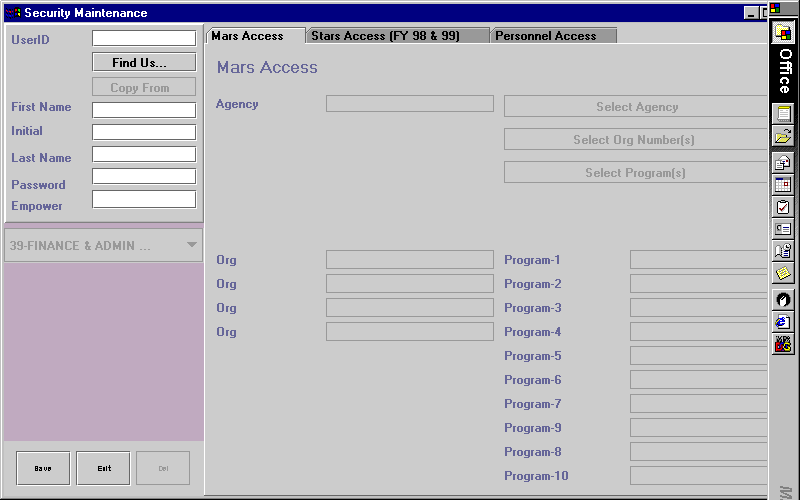 Security Maintenance
UserID
Find Us...
Copy From
First Name
Initial
Last Name
Password
Empower
39-FINANCE & ADMIN ...
Save
Exit
Del
Mars Access
Stars Access (FY 98 & 99)
Personnel Access
Mars Access
Agency
Select Agency
Select Org Number(s)
Select Program(s)
Org
Program-1
Org
Program-2
Org
Program-3
Org
Program-4
Program-5
Program-6
Program-7
Program-9
Program-8
Program-10
Office